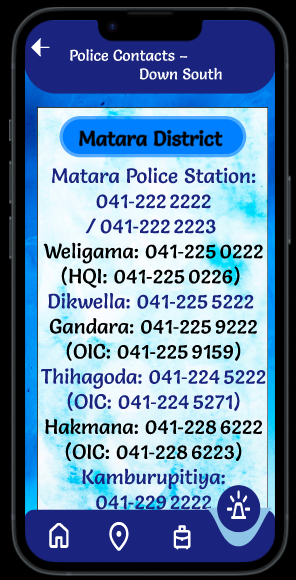 Police Contacts –
Down South
Matara District
Matara Police Station:
041-222 2222
/ 041-222 2223
Weligama: 041-225 0222
(HQI: 041-225 0226)
Dikwella: 041-225 5222
Gandara: 041-225 9222
(OIC: 041-225 9159)
Thihagoda: 041-224 5222
(OIC: 041-224 5271)
Hakmana: 041-228 6222
(OIC: 041-228 6223)
Kamburupitiya:
041-229 2222